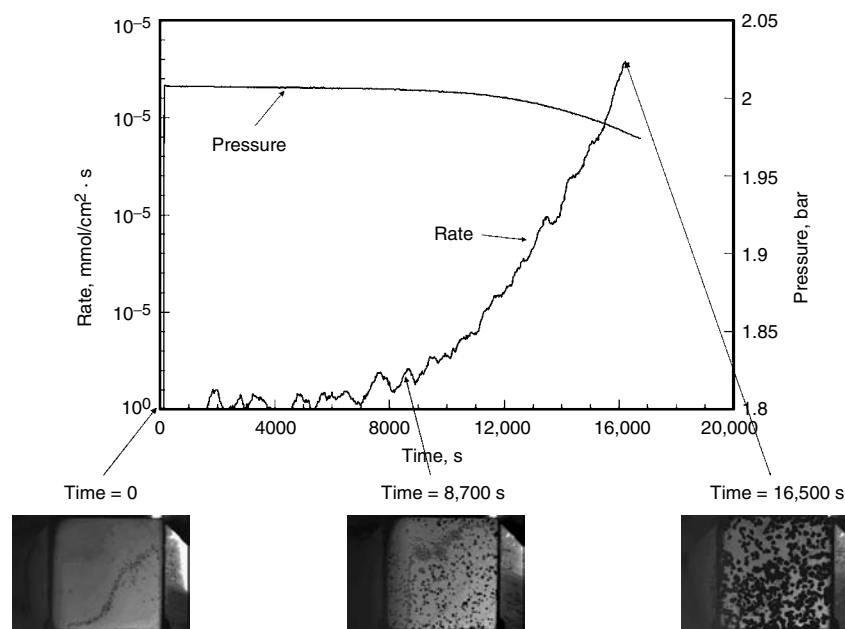 10⁻⁵
2.05
10⁻⁵
2
Pressure
10⁻⁵
1.95
Rate
1.9
10⁻⁵
1.85
10⁰
1.8
Rate, mmol/cm² · s
Pressure, bar
0 4000 8000 12,000 16,000 20,000
Time, s
Time = 0 Time = 8,700 s Time = 16,500 s